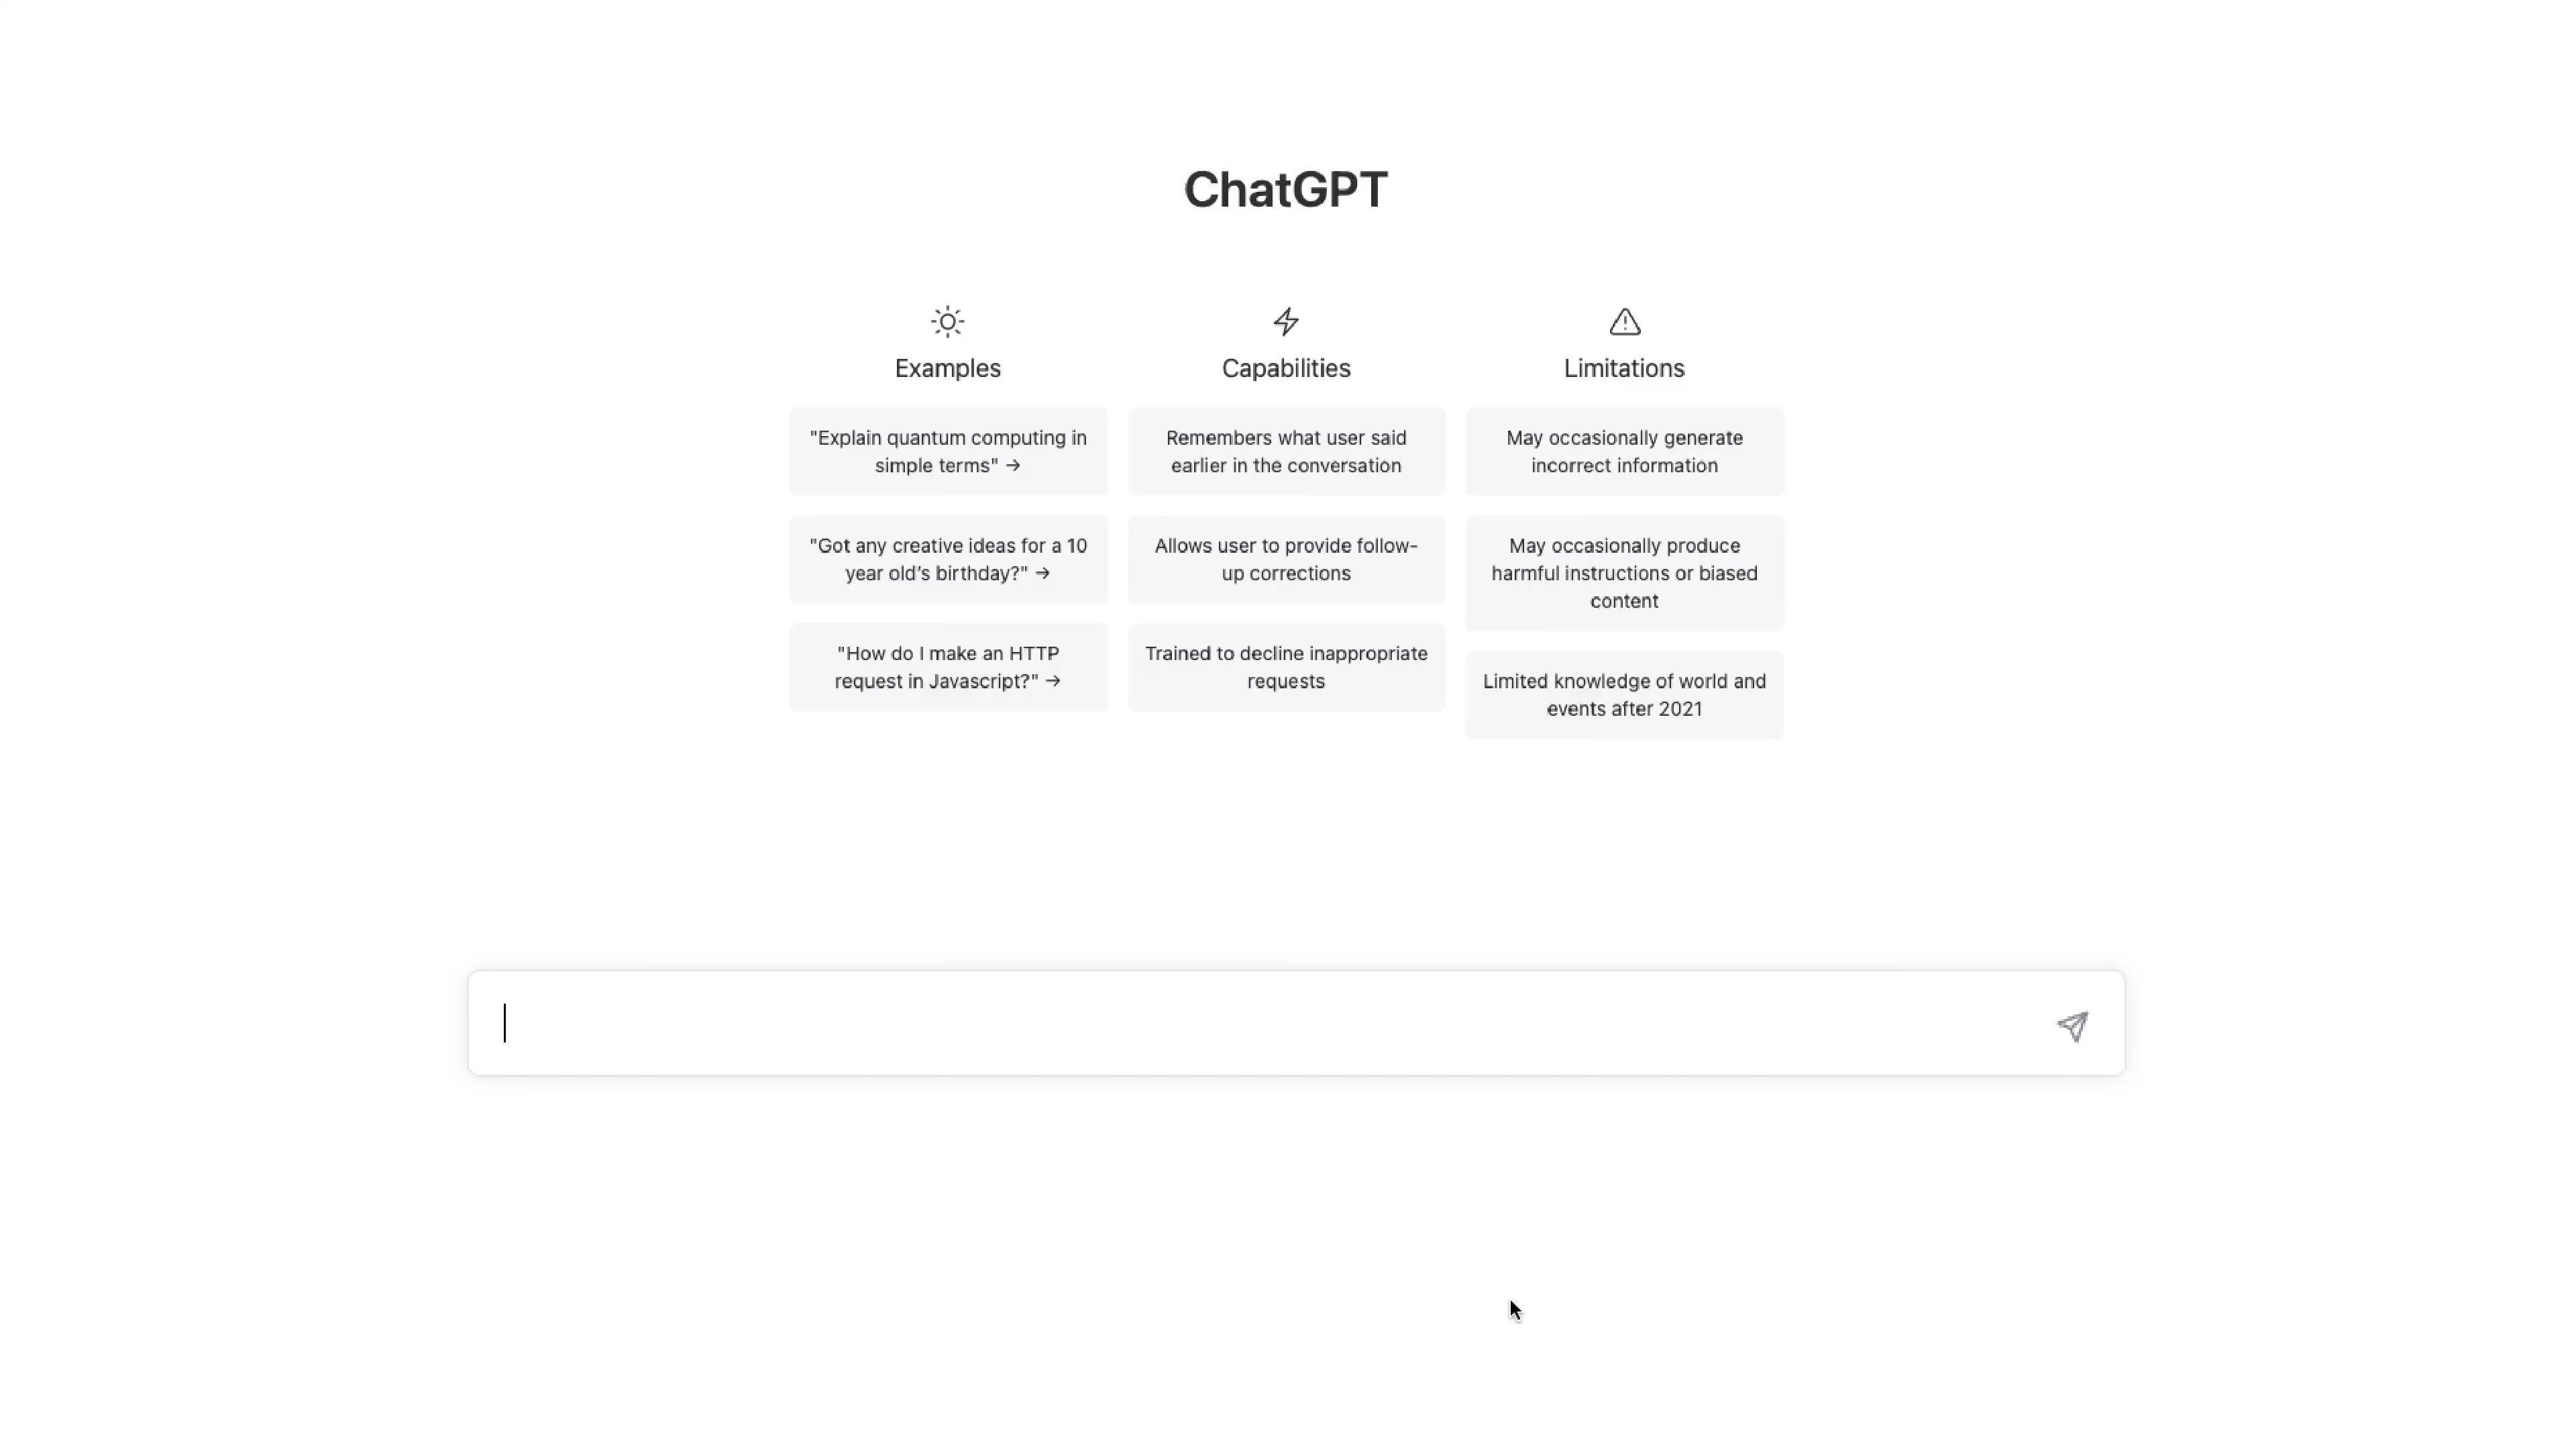 ChatGPT
Examples
"Explain quantum computing in
simple terms" →
"Got any creative ideas for a 10
year old’s birthday?" →
"How do I make an HTTP
request in Javascript?" →
Capabilities
Remembers what user said
earlier in the conversation
Allows user to provide follow-
up corrections
Trained to decline inappropriate
requests
Limitations
May occasionally generate
incorrect information
May occasionally produce
harmful instructions or biased
content
Limited knowledge of world and
events after 2021